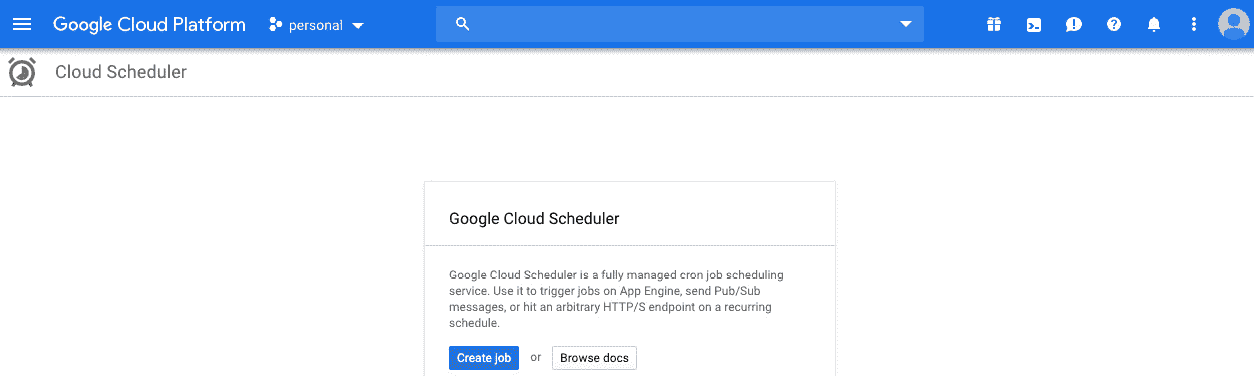 Google Cloud Platform personal
Cloud Scheduler
Google Cloud Scheduler
Google Cloud Scheduler is a fully managed cron job scheduling
service. Use it to trigger jobs on App Engine, send Pub/Sub
messages, or hit an arbitrary HTTP/S endpoint on a recurring
schedule.
Create job or Browse docs